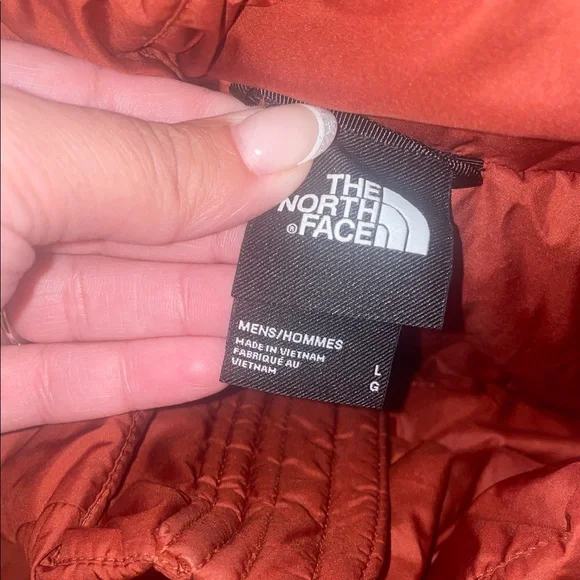 THE
NORTH
® FACE
MENS/HOMMES
MADE IN VIETNAM
FABRIQUÉ AU
VIETNAM
L
G